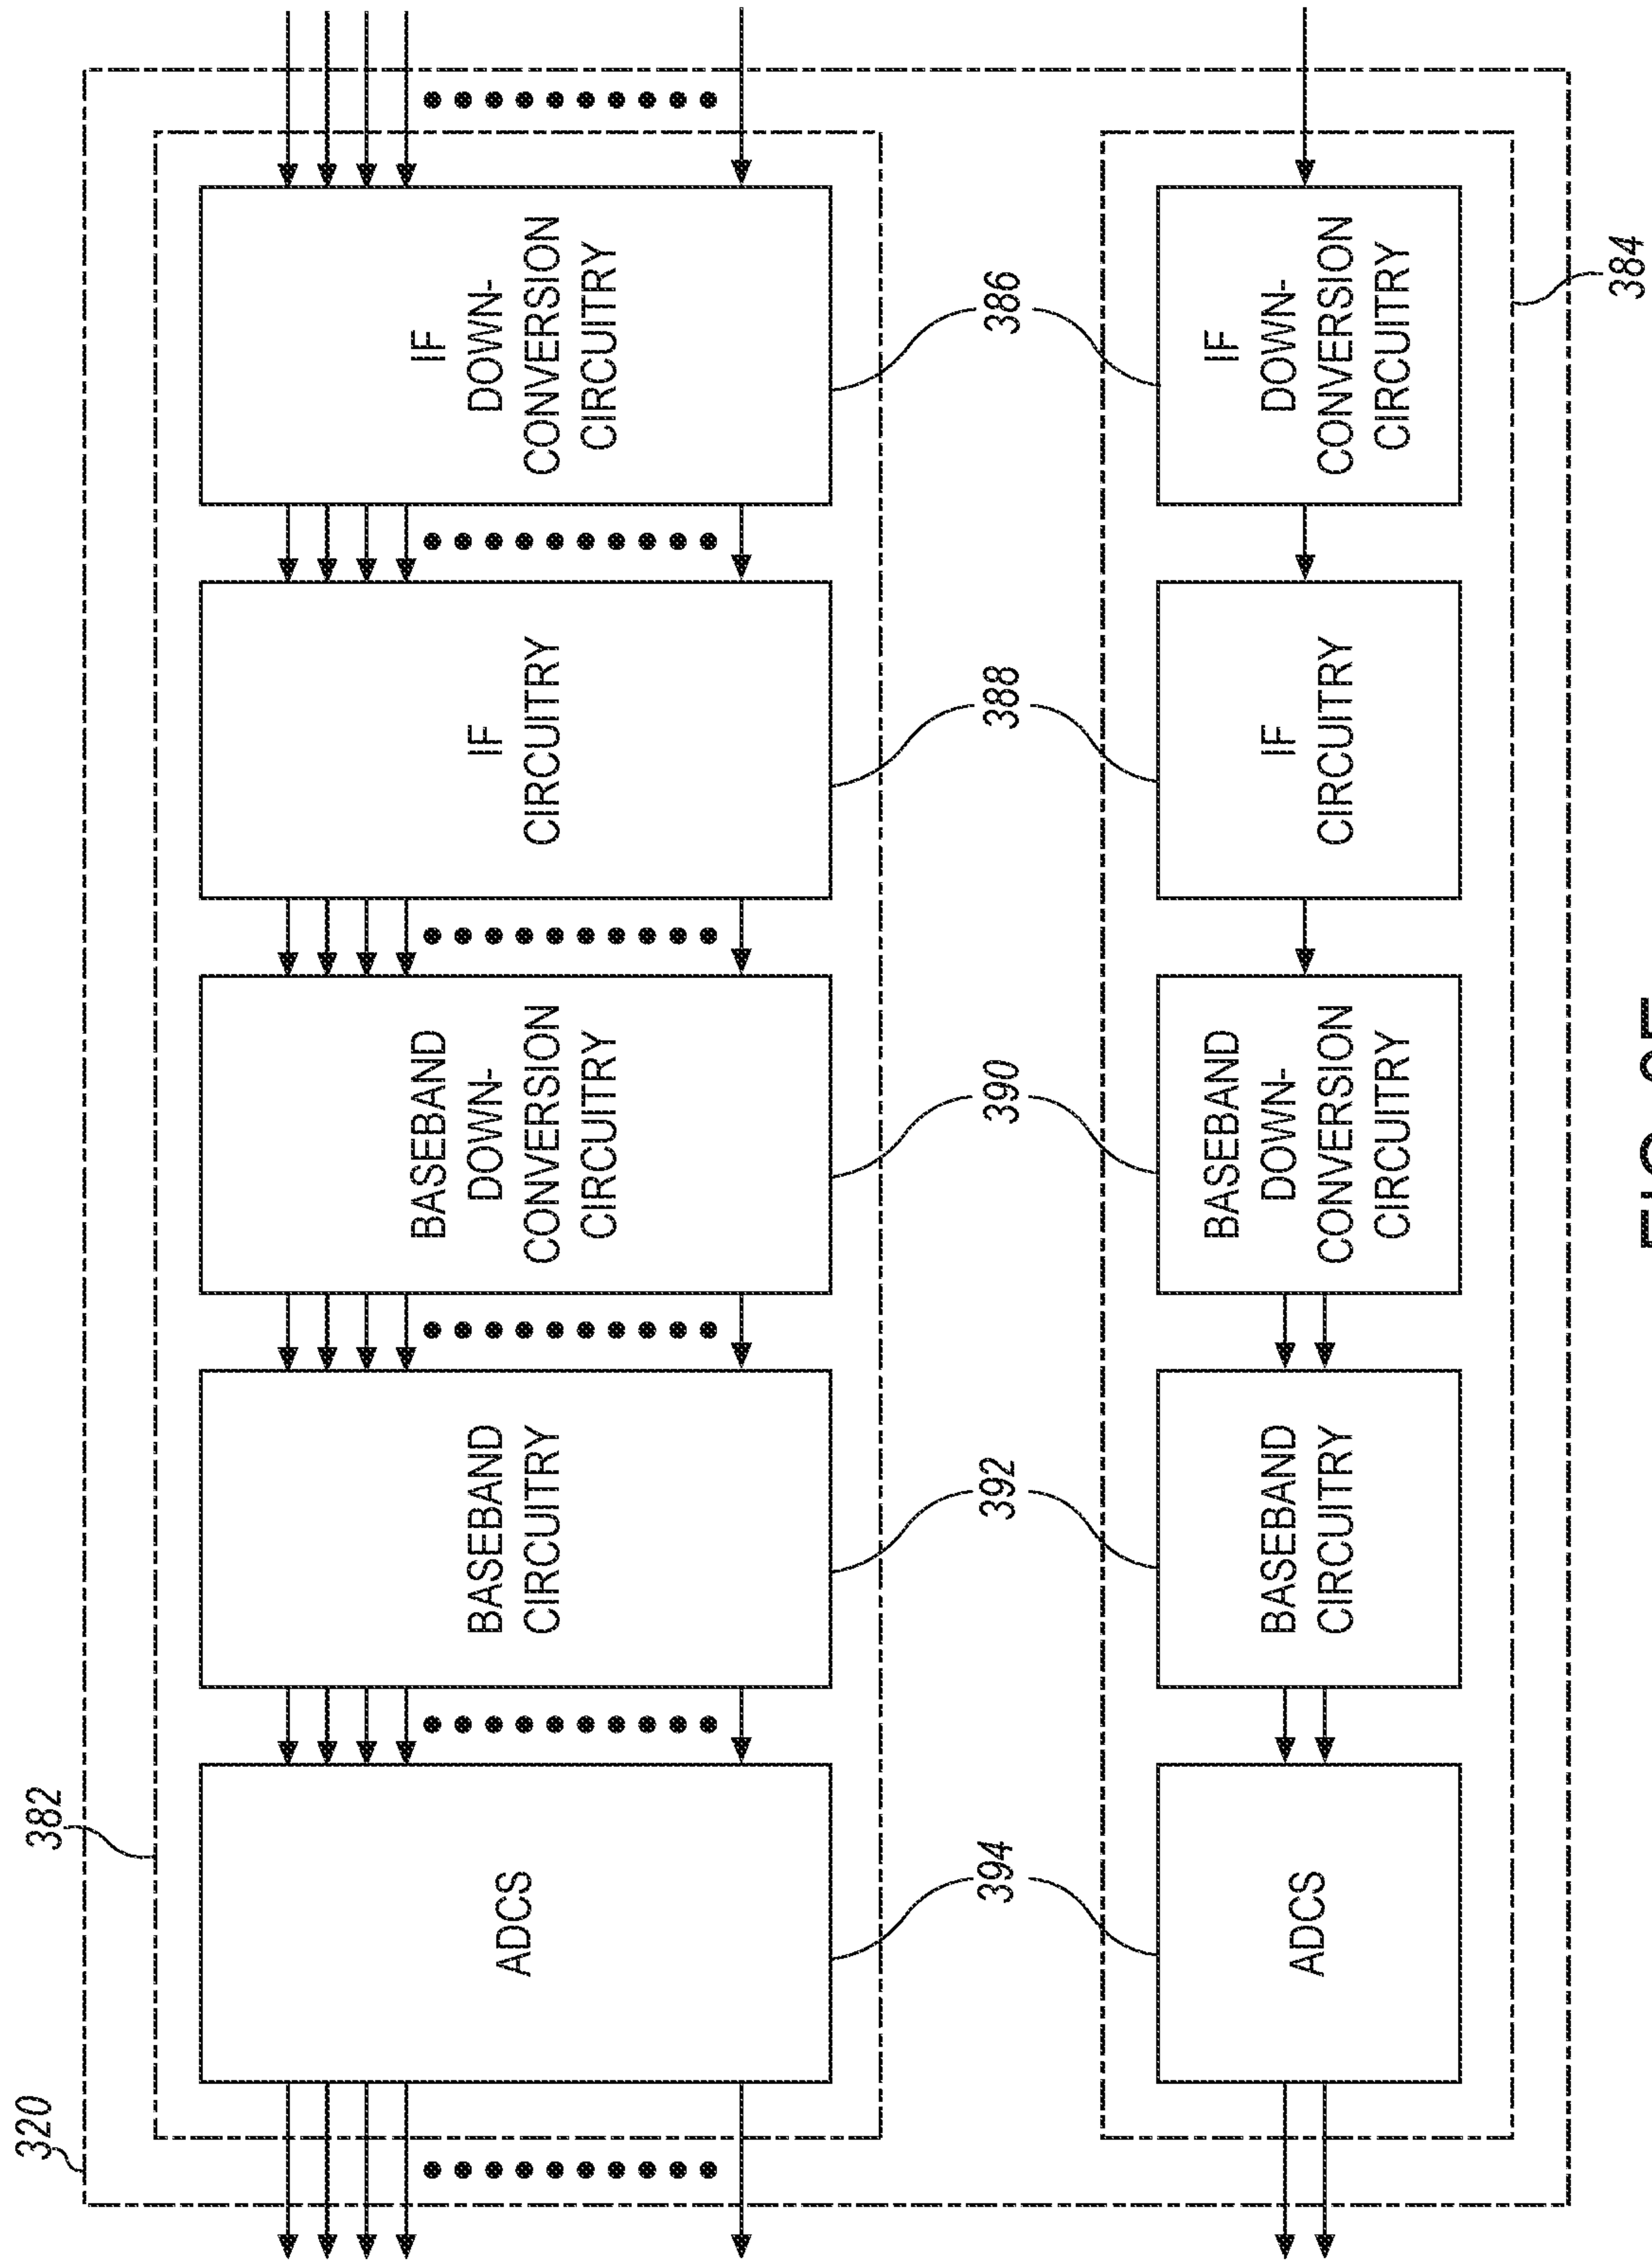 320
382
ADCS
BASEBAND
CIRCUITRY
BASEBAND
DOWN-
CONVERSION
CIRCUITRY
IF
CIRCUITRY
IF
DOWN-
CONVERSION
CIRCUITRY
394
392
390
388
386
ADCS
BASEBAND
CIRCUITRY
BASEBAND
DOWN-
CONVERSION
CIRCUITRY
IF
CIRCUITRY
IF
DOWN-
CONVERSION
CIRCUITRY
384